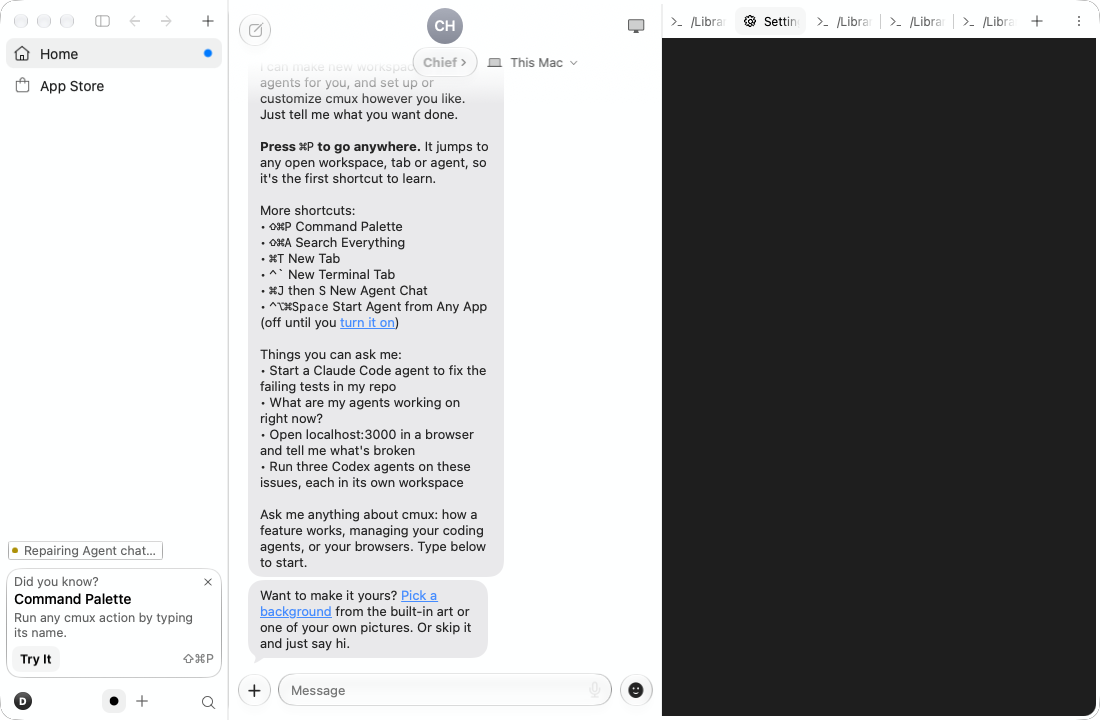 Home
App Store
Repairing Agent chat...
Did you know?
Command Palette
Run any cmux action by typing
its name.
Try It
⇧⌘P
D
CH
Chief
This Mac
I can make new
agents for you, and set up or
customize cmux however you like.
Just tell me what you want done.
Press ⌘P to go anywhere. It jumps to
any open workspace, tab or agent, so
it's the first shortcut to learn.
More shortcuts:
• ⇧⌘P Command Palette
• ⇧⌘A Search Everything
• ⌘T New Tab
• ^` New Terminal Tab
• ⌘J then S New Agent Chat
• ^⌥⌘Space Start Agent from Any App
(off until you turn it on)
Things you can ask me:
• Start a Claude Code agent to fix the
failing tests in my repo
• What are my agents working on
right now?
• Open localhost:3000 in a browser
and tell me what's broken
• Run three Codex agents on these
issues, each in its own workspace
Ask me anything about cmux: how a
feature works, managing your coding
agents, or your browsers. Type below
to start.
Want to make it yours? Pick a
background from the built-in art or
one of your own pictures. Or skip it
and just say hi.
Message
>_ /Librar
Setting
>_ /Librar
>_ /Librar
>_ /Librar